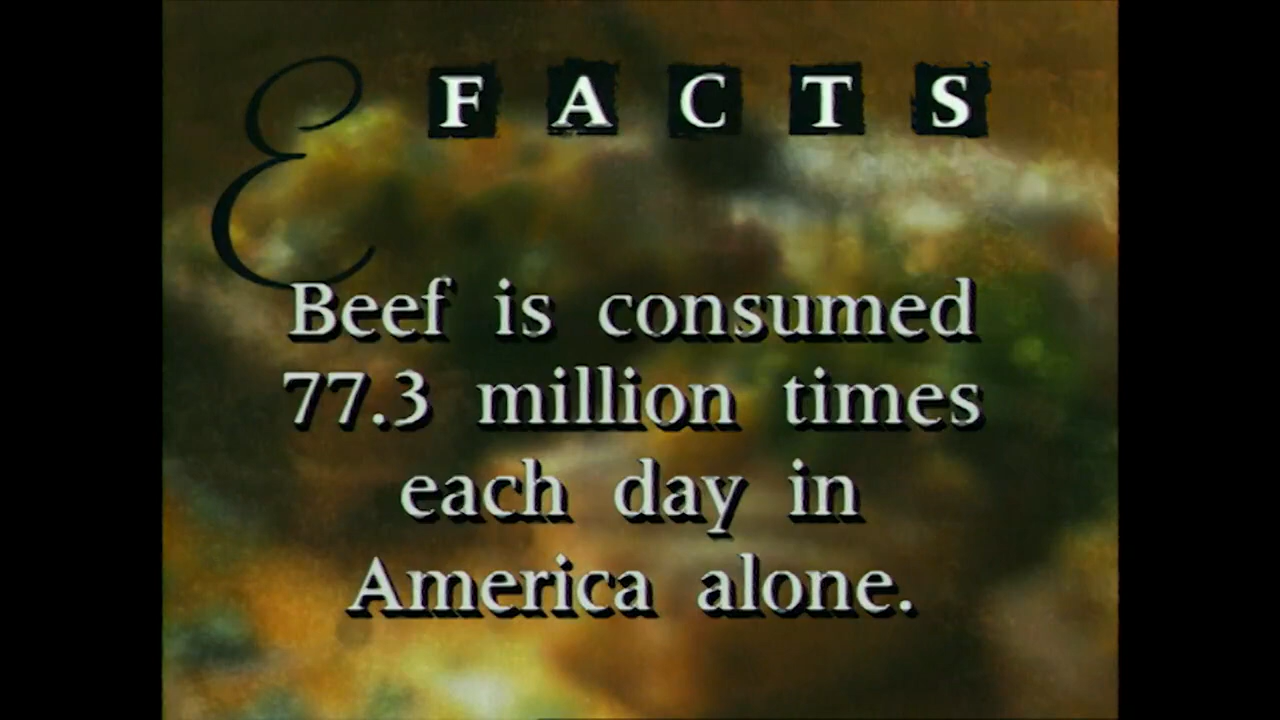 E FACTS
Beef is consumed
77.3 million times
each day in
America alone.